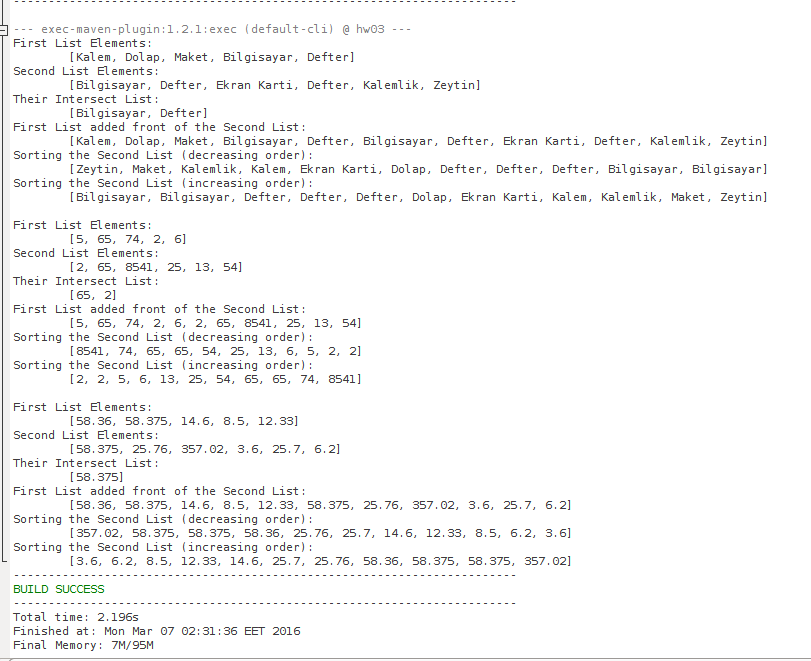 ------------------------------------------------------------------------
--- exec-maven-plugin:1.2.1:exec (default-cli) @ hw03 ---
First List Elements:
[Kalem, Dolap, Maket, Bilgisayar, Defter]
Second List Elements:
[Bilgisayar, Defter, Ekran Karti, Defter, Kalemlik, Zeytin]
Their Intersect List:
[Bilgisayar, Defter]
First List added front of the Second List:
[Kalem, Dolap, Maket, Bilgisayar, Defter, Bilgisayar, Defter, Ekran Karti, Defter, Kalemlik, Zeytin]
Sorting the Second List (decreasing order):
[Zeytin, Maket, Kalemlik, Kalem, Ekran Karti, Dolap, Defter, Defter, Defter, Bilgisayar, Bilgisayar]
Sorting the Second List (increasing order):
[Bilgisayar, Bilgisayar, Defter, Defter, Defter, Dolap, Ekran Karti, Kalem, Kalemlik, Maket, Zeytin]
First List Elements:
[5, 65, 74, 2, 6]
Second List Elements:
[2, 65, 8541, 25, 13, 54]
Their Intersect List:
[65, 2]
First List added front of the Second List:
[5, 65, 74, 2, 6, 2, 65, 8541, 25, 13, 54]
Sorting the Second List (decreasing order):
[8541, 74, 65, 65, 54, 25, 13, 6, 5, 2, 2]
Sorting the Second List (increasing order):
[2, 2, 5, 6, 13, 25, 54, 65, 65, 74, 8541]
First List Elements:
[58.36, 58.375, 14.6, 8.5, 12.33]
Second List Elements:
[58.375, 25.76, 357.02, 3.6, 25.7, 6.2]
Their Intersect List:
[58.375]
First List added front of the Second List:
[58.36, 58.375, 14.6, 8.5, 12.33, 58.375, 25.76, 357.02, 3.6, 25.7, 6.2]
Sorting the Second List (decreasing order):
[357.02, 58.375, 58.375, 58.36, 25.76, 25.7, 14.6, 12.33, 8.5, 6.2, 3.6]
Sorting the Second List (increasing order):
[3.6, 6.2, 8.5, 12.33, 14.6, 25.7, 25.76, 58.36, 58.375, 58.375, 357.02]
------------------------------------------------------------------------
BUILD SUCCESS
------------------------------------------------------------------------
Total time: 2.196s
Finished at: Mon Mar 07 02:31:36 EET 2016
Final Memory: 7M/95M